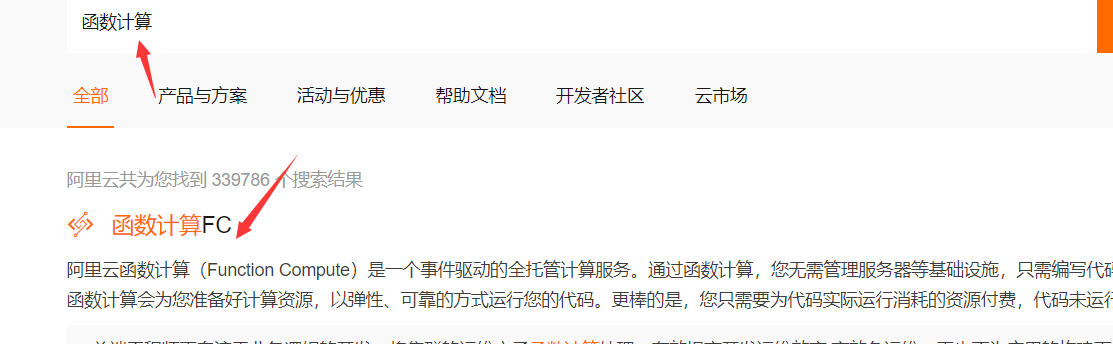 函数计算
全部 产品与方案 活动与优惠 帮助文档 开发者社区 云市场
阿里云共为您找到 339786 个搜索结果
函数计算FC
阿里云函数计算（Function Compute）是一个事件驱动的全托管计算服务。通过函数计算，您无需管理服务器等基础设施，只需编写代码
函数计算会为您准备好计算资源，以弹性、可靠的方式运行您的代码。更棒的是，您只需要为代码实际运行消耗的资源付费，代码未运行